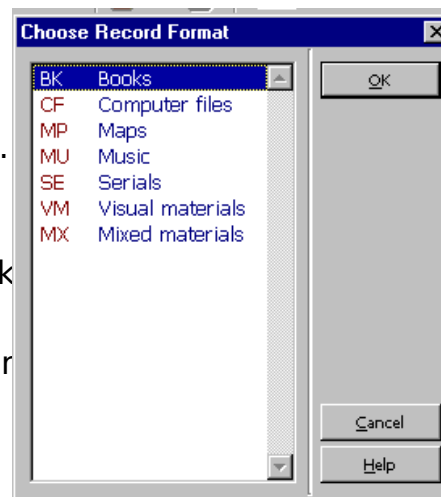 Choose Record Format
BK Books
CF Computer files
MP Maps
MU Music
SE Serials
VM Visual materials
MX Mixed materials
OK
Cancel
Help
.
k
r